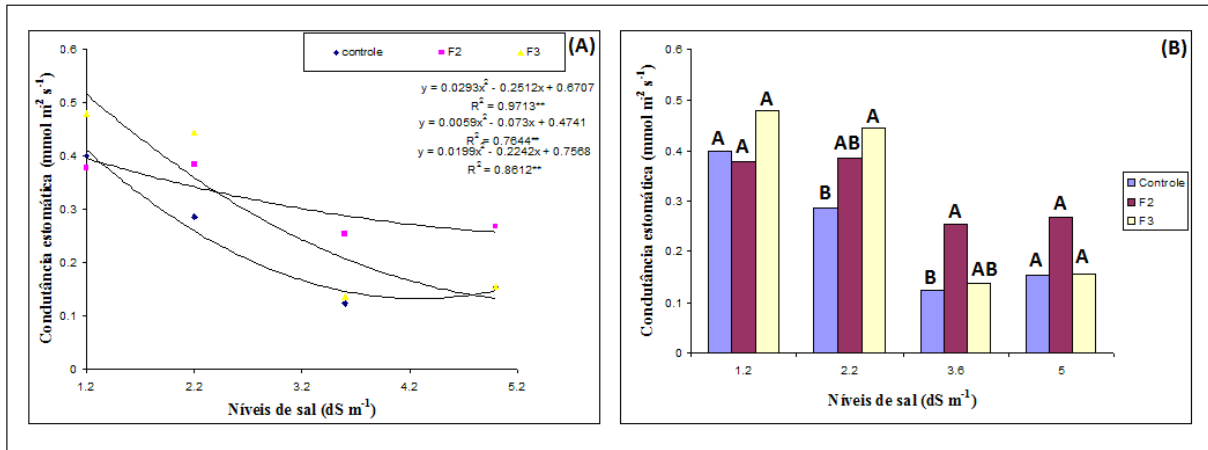 controle F2 F3 (A)
y = 0.0293x² - 0.2512x + 0.6707
R² = 0.9713**
y = 0.0059x² - 0.073x + 0.4741
R² = 0.7644**
y = 0.0199x² - 0.2242x + 0.7568
R² = 0.8612**
Condutância estomática (mmol m⁻² s⁻¹)
0.6
0.5
0.4
0.3
0.2
0.1
0
1.2 2.2 3.2 4.2 5.2
Níveis de sal (dS m⁻¹)
(B)
Condutância estomática (mmol m⁻² s⁻¹)
0.6
0.5
0.4
0.3
0.2
0.1
0
A A A
B AB A
B A AB
A A A
1.2 2.2 3.6 5
Níveis de sal (dS m⁻¹)
Controle
F2
F3